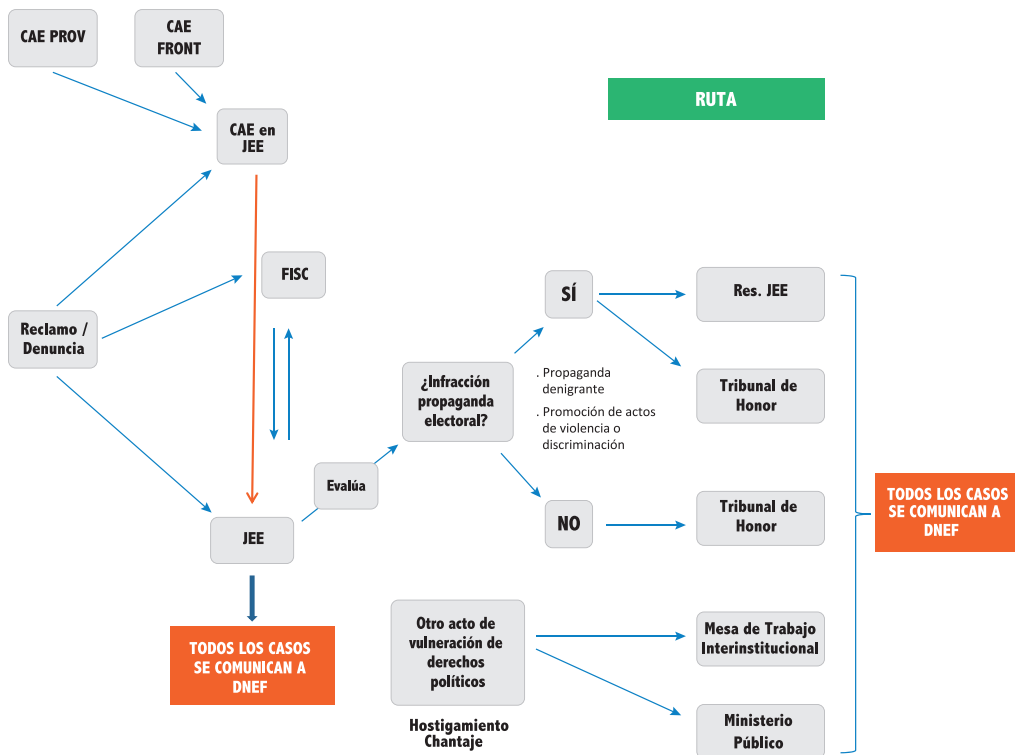 CAE PROV
CAE
FRONT
RUTA
CAE en
JEE
FISC
SÍ
Res. JEE
Reclamo /
Denuncia
¿Infracción
propaganda
electoral?
. Propaganda
denigrante
. Promoción de actos
de violencia o
discriminación
Tribunal de
Honor
Evalúa
NO
Tribunal de
Honor
TODOS LOS CASOS
SE COMUNICAN A
DNEF
JEE
TODOS LOS CASOS
SE COMUNICAN A
DNEF
Otro acto de
vulneración de
derechos
políticos
Hostigamiento
Chantaje
Mesa de Trabajo
Interinstitucional
Ministerio
Público